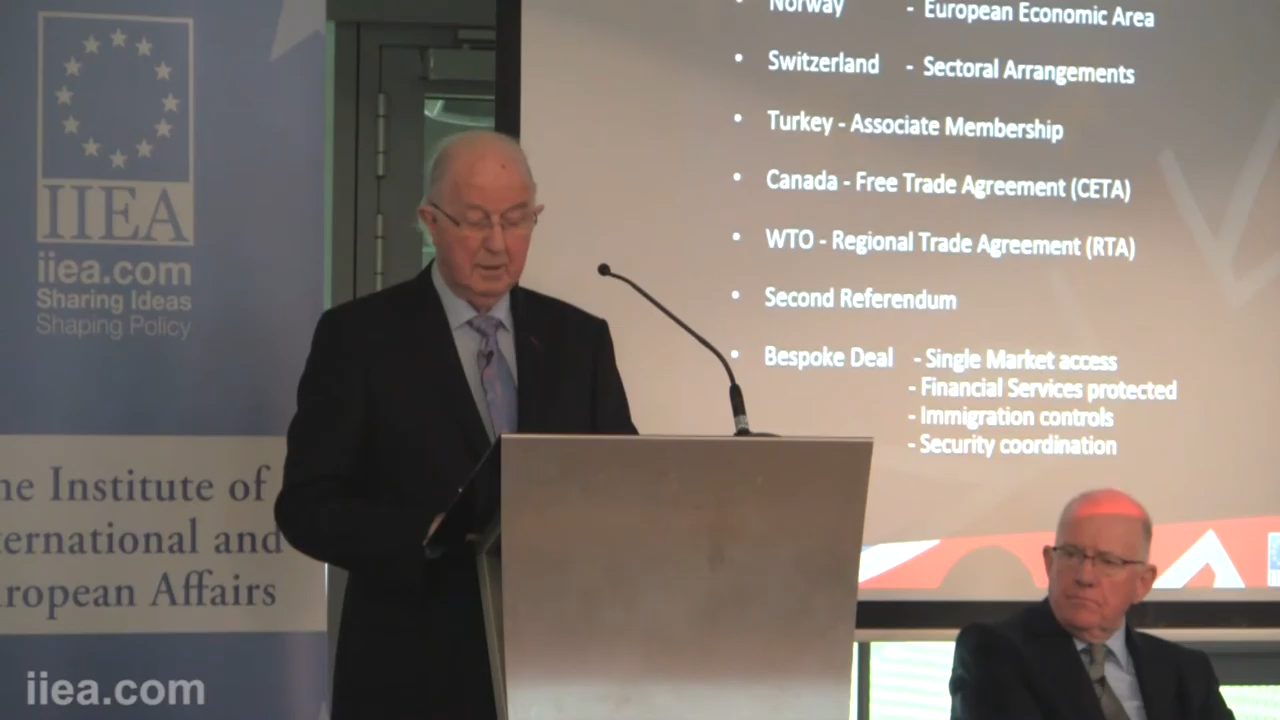 IIEA
iiea.com
Sharing Ideas
Shaping Policy
he Institute of
ternational and
ropean Affairs
iiea.com
• Norway - European Economic Area
• Switzerland - Sectoral Arrangements
• Turkey - Associate Membership
• Canada - Free Trade Agreement (CETA)
• WTO - Regional Trade Agreement (RTA)
• Second Referendum
• Bespoke Deal - Single Market access
- Financial Services protected
- Immigration controls
- Security coordination